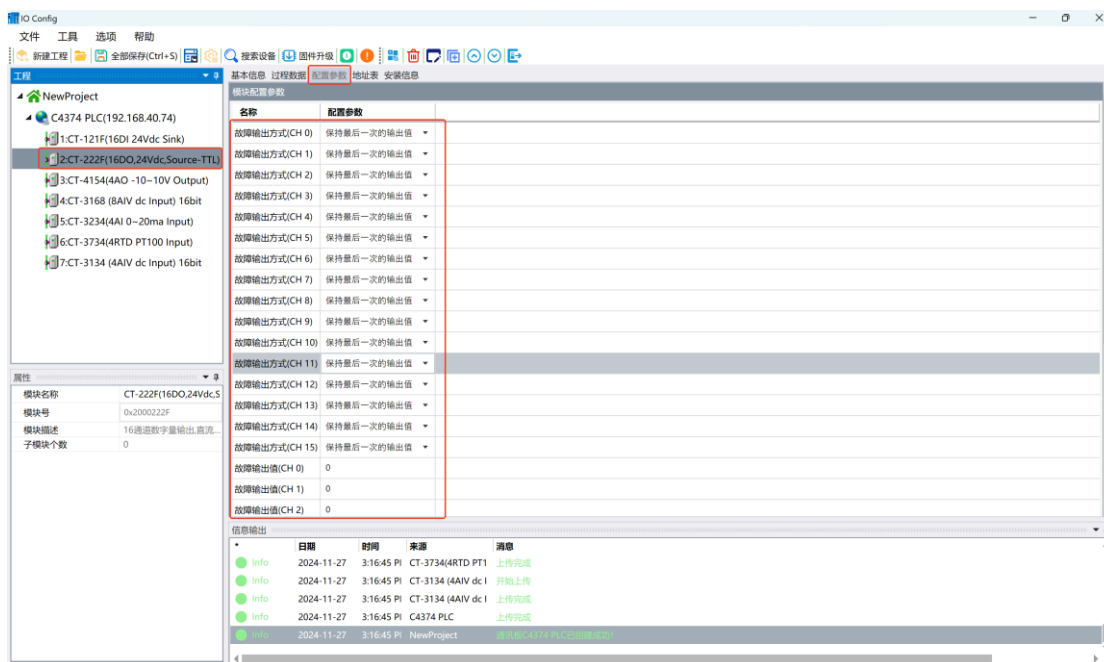 IO Config
文件 工具 选项 帮助
新建工程 全部保存(Ctrl+S) 搜索设备 固件升级
工程
NewProject
C4374 PLC(192.168.40.74)
1:CT-121F(16DI 24Vdc Sink)
2:CT-222F(16DO,24Vdc,Source-TTL)
3:CT-4154(4AO -10~10V Output)
4:CT-3168 (8AIV dc Input) 16bit
5:CT-3234(4AI 0~20ma Input)
6:CT-3734(4RTD PT100 Input)
7:CT-3134 (4AIV dc Input) 16bit
属性
模块名称 CT-222F(16DO,24Vdc,S
模块号 0x2000222F
模块描述 16通道数字量输出,直流...
子模块个数 0
基本信息 过程数据 配置参数 地址表 安装信息
模块配置参数
名称 配置参数
故障输出方式(CH 0) 保持最后一次的输出值
故障输出方式(CH 1) 保持最后一次的输出值
故障输出方式(CH 2) 保持最后一次的输出值
故障输出方式(CH 3) 保持最后一次的输出值
故障输出方式(CH 4) 保持最后一次的输出值
故障输出方式(CH 5) 保持最后一次的输出值
故障输出方式(CH 6) 保持最后一次的输出值
故障输出方式(CH 7) 保持最后一次的输出值
故障输出方式(CH 8) 保持最后一次的输出值
故障输出方式(CH 9) 保持最后一次的输出值
故障输出方式(CH 10) 保持最后一次的输出值
故障输出方式(CH 11) 保持最后一次的输出值
故障输出方式(CH 12) 保持最后一次的输出值
故障输出方式(CH 13) 保持最后一次的输出值
故障输出方式(CH 14) 保持最后一次的输出值
故障输出方式(CH 15) 保持最后一次的输出值
故障输出值(CH 0) 0
故障输出值(CH 1) 0
故障输出值(CH 2) 0
信息输出
* 日期 时间 来源 消息
Info 2024-11-27 3:16:45 PI CT-3734(4RTD PT1 上传完成
Info 2024-11-27 3:16:45 PI CT-3134 (4AIV dc I 开始上传
Info 2024-11-27 3:16:45 PI CT-3134 (4AIV dc I 上传完成
Info 2024-11-27 3:16:45 PI C4374 PLC 上传完成
Info 2024-11-27 3:16:45 PI NewProject 通讯板C4374 PLC已创建成功!